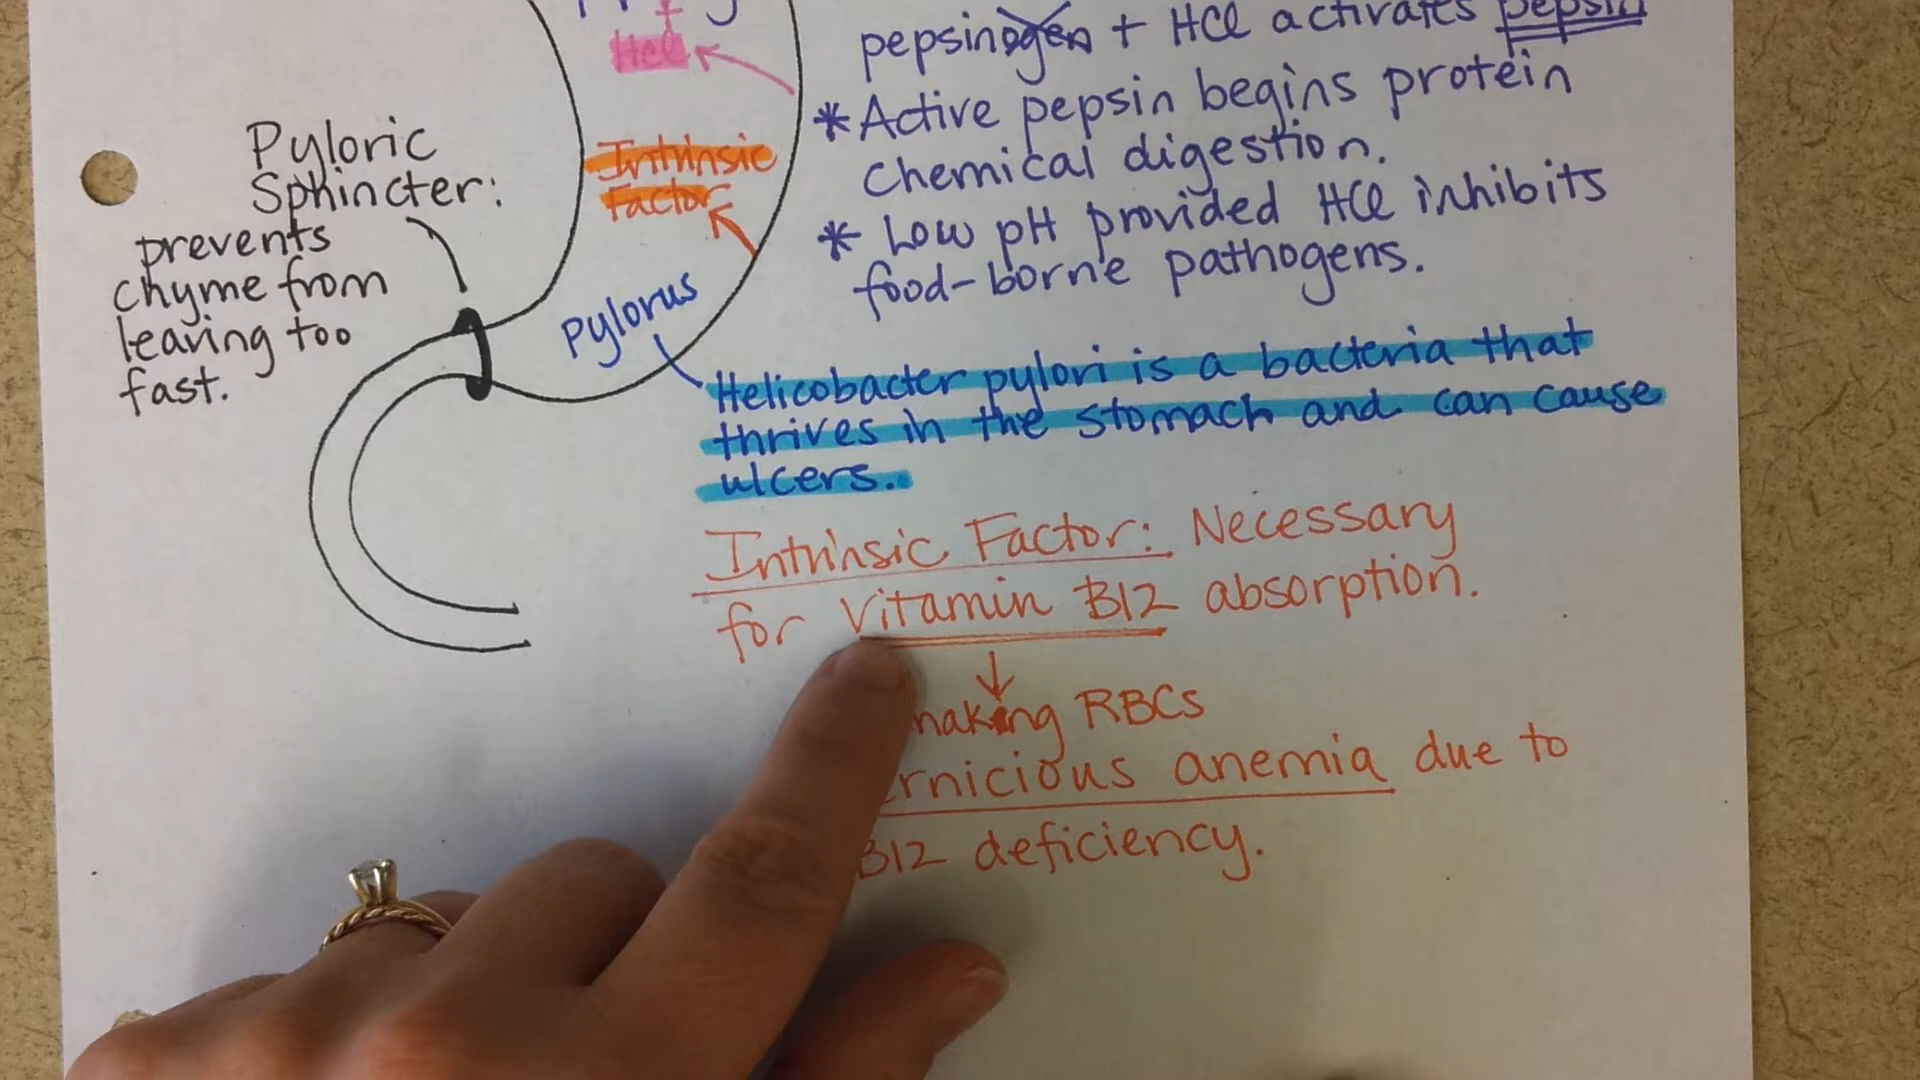 HCl
pepsinogen + HCl activates pepsin
* Active pepsin begins protein
chemical digestion.
* Low pH provided HCl inhibits
food-borne pathogens.
Pyloric
Sphincter:
prevents
chyme from
leaving too
fast.
Intrinsic
Factor
Pylorus
Helicobacter pylori is a bacteria that
thrives in the stomach and can cause
ulcers.
Intrinsic Factor: Necessary
for Vitamin B12 absorption.
RBCs
anemia due to
B12 deficiency.